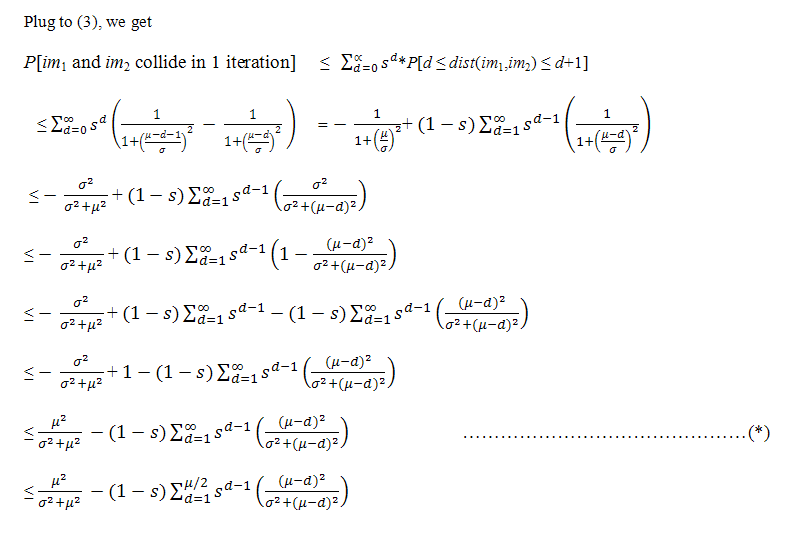 Plug to (3), we get
P[im₁ and im₂ collide in 1 iteration] ≤ ∑_{d=0}^{∞} s^d*P[d ≤ dist(im₁,im₂) ≤ d+1]
≤ ∑_{d=0}^{∞} s^d (1/(1+((μ−d−1)/σ)^2) − 1/(1+((μ−d)/σ)^2)) = − 1/(1+(μ/σ)^2) + (1 − s) ∑_{d=1}^{∞} s^{d−1} (1/(1+((μ−d)/σ)^2))
≤ − σ²/(σ²+μ²) + (1 − s) ∑_{d=1}^{∞} s^{d−1} (σ²/(σ²+(μ−d)²))
≤ − σ²/(σ²+μ²) + (1 − s) ∑_{d=1}^{∞} s^{d−1} (1 − (μ−d)²/(σ²+(μ−d)²))
≤ − σ²/(σ²+μ²) + (1 − s) ∑_{d=1}^{∞} s^{d−1} − (1 − s) ∑_{d=1}^{∞} s^{d−1} ((μ−d)²/(σ²+(μ−d)²))
≤ − σ²/(σ²+μ²) + 1 − (1 − s) ∑_{d=1}^{∞} s^{d−1} ((μ−d)²/(σ²+(μ−d)²))
≤ μ²/(σ²+μ²) − (1 − s) ∑_{d=1}^{∞} s^{d−1} ((μ−d)²/(σ²+(μ−d)²)) ……………………………………….(*)
≤ μ²/(σ²+μ²) − (1 − s) ∑_{d=1}^{μ/2} s^{d−1} ((μ−d)²/(σ²+(μ−d)²))